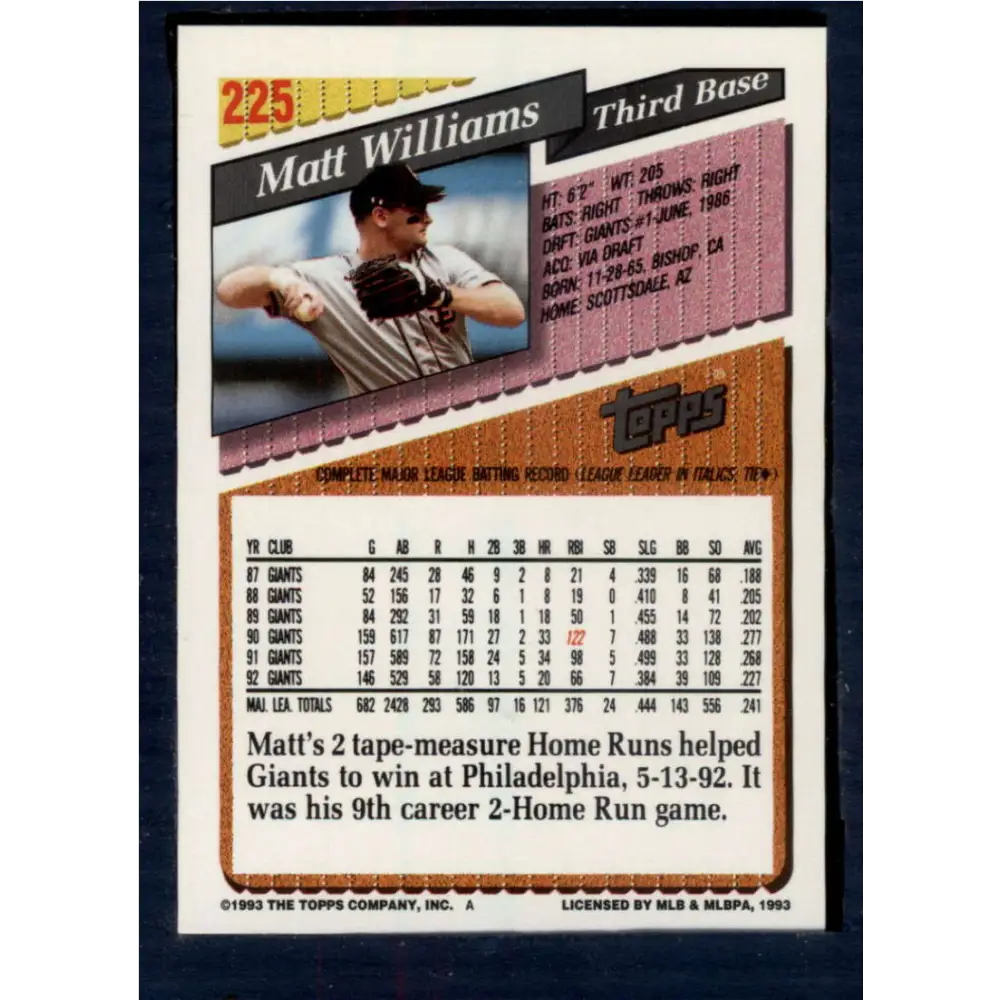 225
Matt Williams
Third Base
HT: 6'2" WT: 205
BATS: RIGHT THROWS: RIGHT
DRFT: GIANTS #1-JUNE, 1986
ACQ: VIA DRAFT
BORN: 11-28-65, BISHOP, CA
HOME: SCOTTSDALE, AZ
Topps
COMPLETE MAJOR LEAGUE BATTING RECORD (LEAGUE LEADER IN ITALICS, TIE◆)
YR CLUB G AB R H 2B 3B HR RBI SB SLG BB SO AVG
87 GIANTS 84 245 28 46 9 2 8 21 4 .339 16 68 .188
88 GIANTS 52 156 17 32 6 1 8 19 0 .410 8 41 .205
89 GIANTS 84 292 31 59 18 1 18 50 1 .455 14 72 .202
90 GIANTS 159 617 87 171 27 2 33 122 7 .488 33 138 .277
91 GIANTS 157 589 72 158 24 5 34 98 5 .499 33 128 .268
92 GIANTS 146 529 58 120 13 5 20 66 7 .384 39 109 .227
MAJ. LEA. TOTALS 682 2428 293 586 97 16 121 376 24 .444 143 556 .241
Matt's 2 tape-measure Home Runs helped
Giants to win at Philadelphia, 5-13-92. It
was his 9th career 2-Home Run game.
©1993 THE TOPPS COMPANY, INC. A
LICENSED BY MLB & MLBPA, 1993